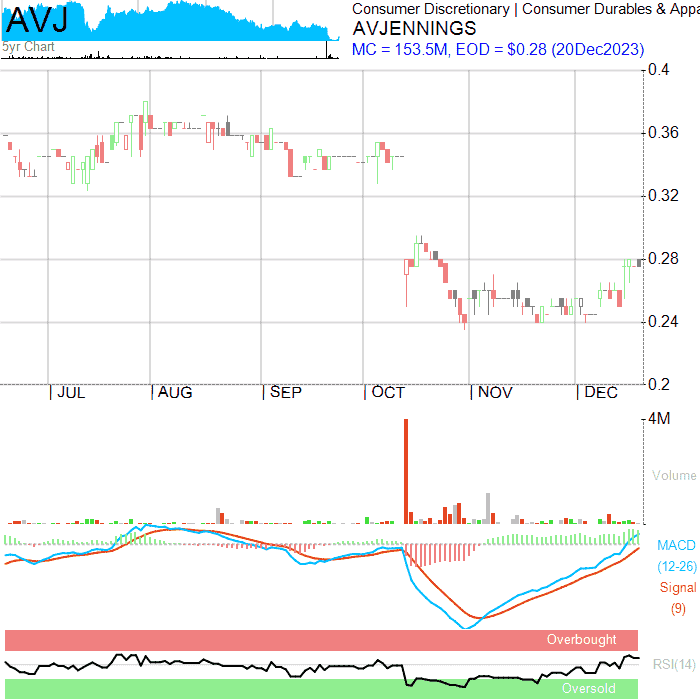 AVJ
5yr Chart
Consumer Discretionary | Consumer Durables & Appa
AVJENNINGS
MC = 153.5M, EOD = $0.28 (20Dec2023)
0.4
0.36
0.32
0.28
0.24
0.2
JUL AUG SEP OCT NOV DEC
4M
Volume
MACD
(12-26)
Signal
(9)
Overbought
RSI(14)
Oversold